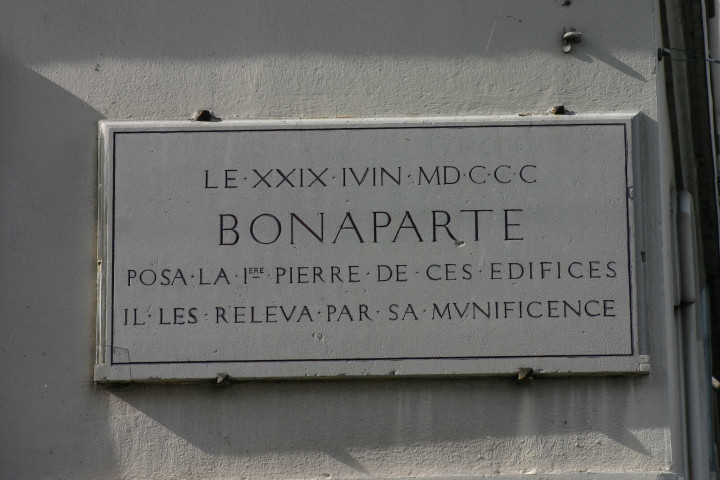 LE·XXIX·IVIN·MD·C·C·C
BONAPARTE
POSA·LA·1ERE·PIERRE·DE·CES·EDIFICES
IL·LES·RELEVA·PAR·SA·MVNIFICENCE